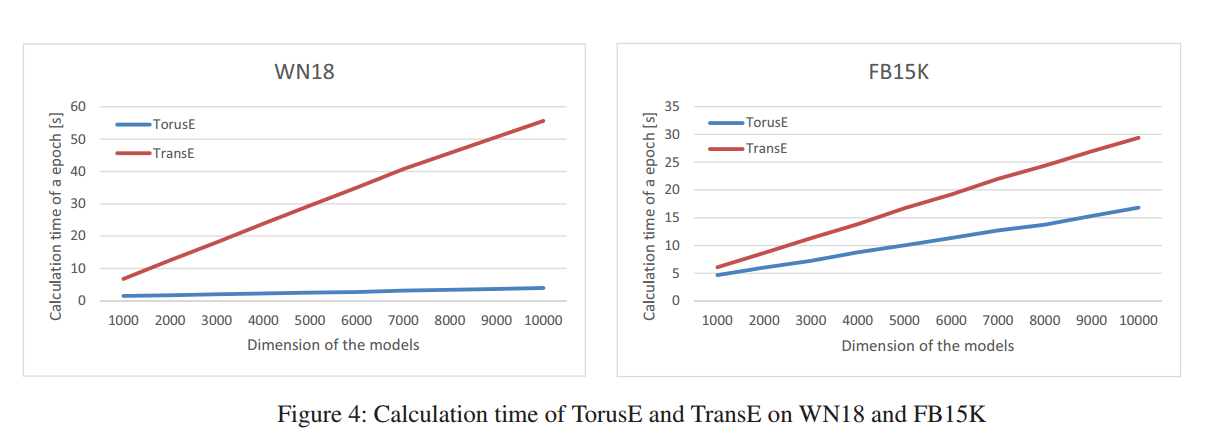 WN18
Calculation time of a epoch [s]
60
50
40
30
20
10
0
TorusE
TransE
1000 2000 3000 4000 5000 6000 7000 8000 9000 10000
Dimension of the models
FB15K
Calculation time of a epoch [s]
35
30
25
20
15
10
5
0
TorusE
TransE
1000 2000 3000 4000 5000 6000 7000 8000 9000 10000
Dimension of the models
Figure 4: Calculation time of TorusE and TransE on WN18 and FB15K